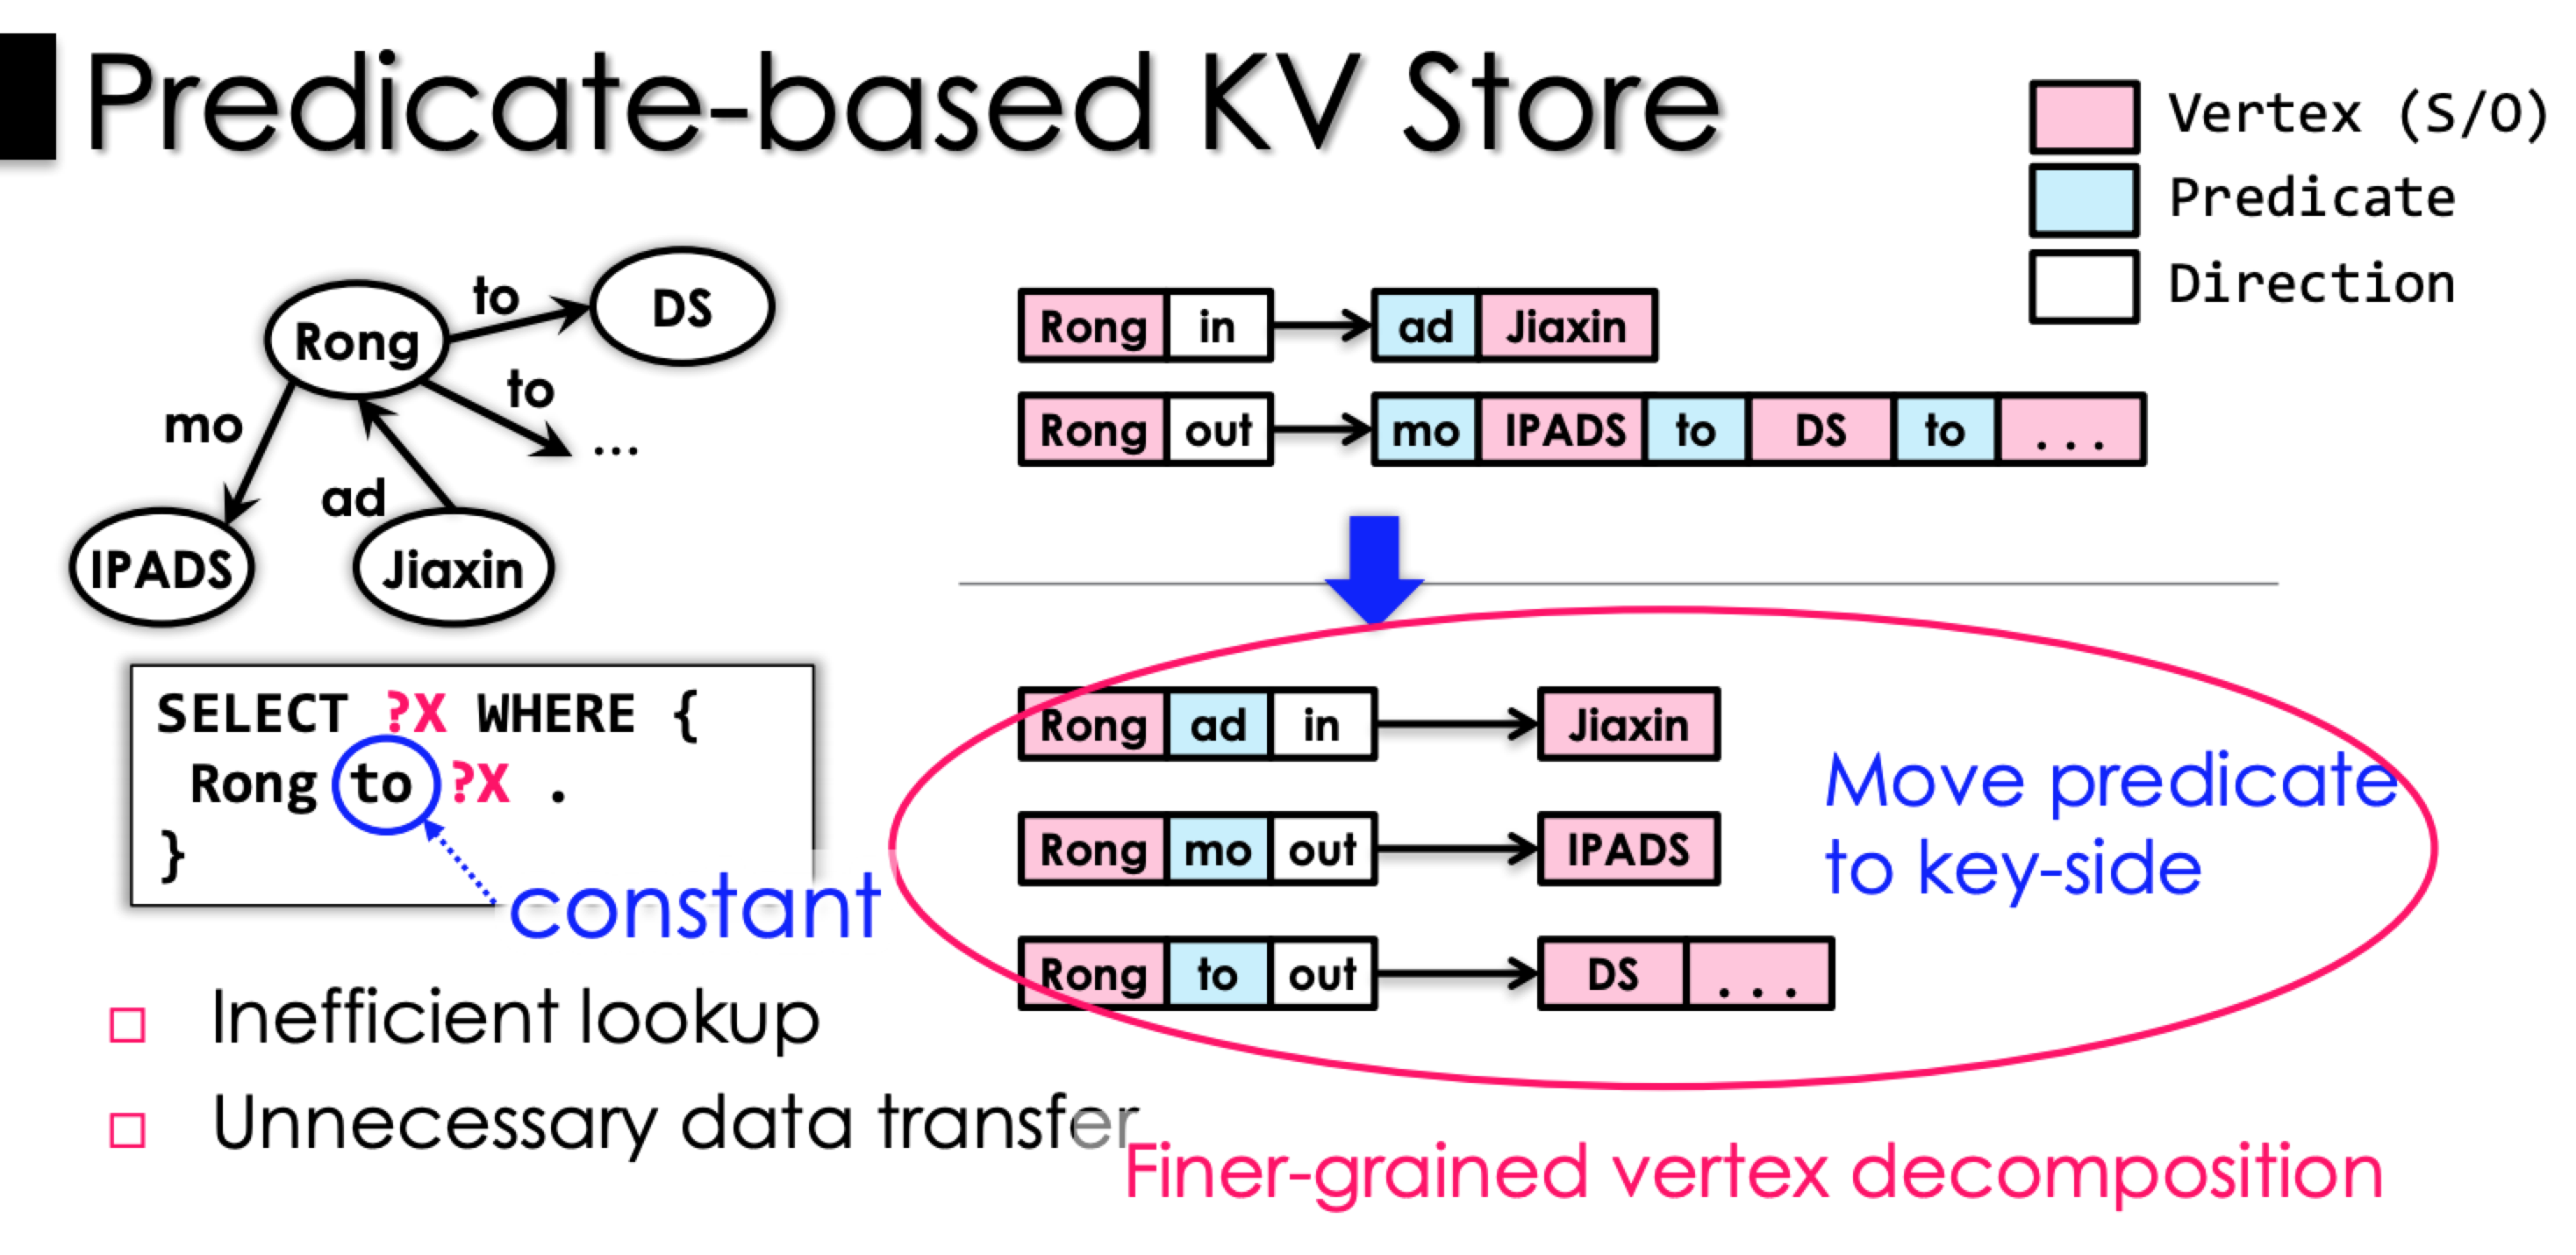 Predicate-based KV Store
Vertex (S/O)
Predicate
Direction
Rong
to
DS
to
...
mo
ad
IPADS
Jiaxin
Rong in ad Jiaxin
Rong out mo IPADS to DS to ...
SELECT ?X WHERE {
Rong to ?X .
}
constant
Inefficient lookup
Unnecessary data transfer
Rong ad in Jiaxin
Rong mo out IPADS
Rong to out DS ...
Move predicate
to key-side
Finer-grained vertex decomposition